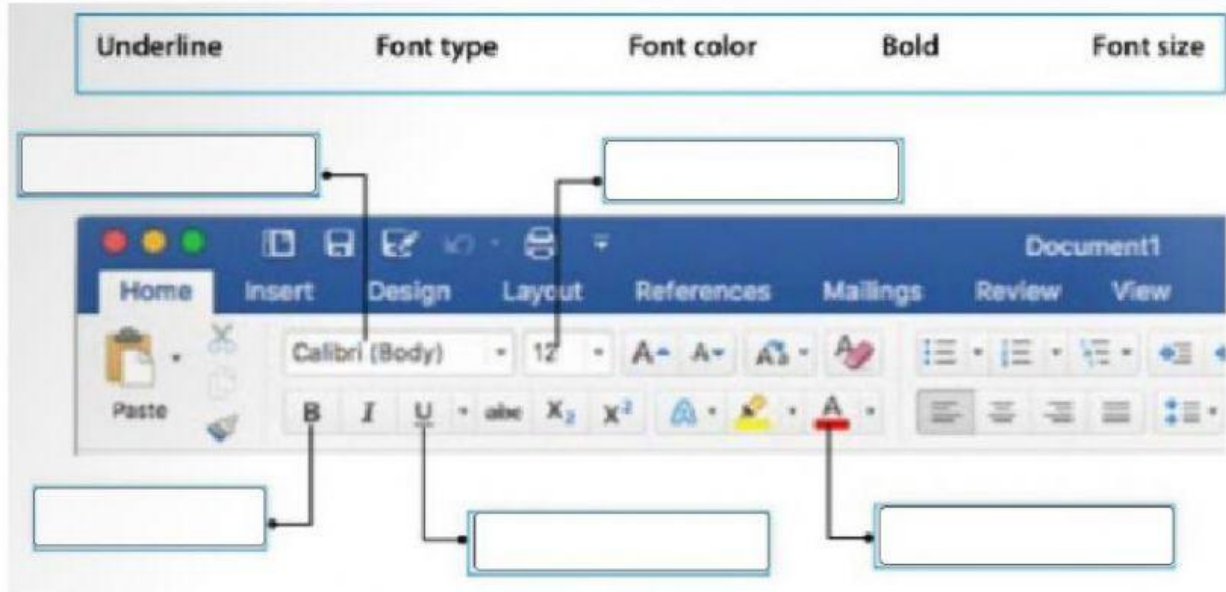 Underline Font type Font color Bold Font size
Document1
Home Insert Design Layout References Mailings Review View
Calibri (Body) 12 A A A A
Paste B I U abc X₂ X² A A